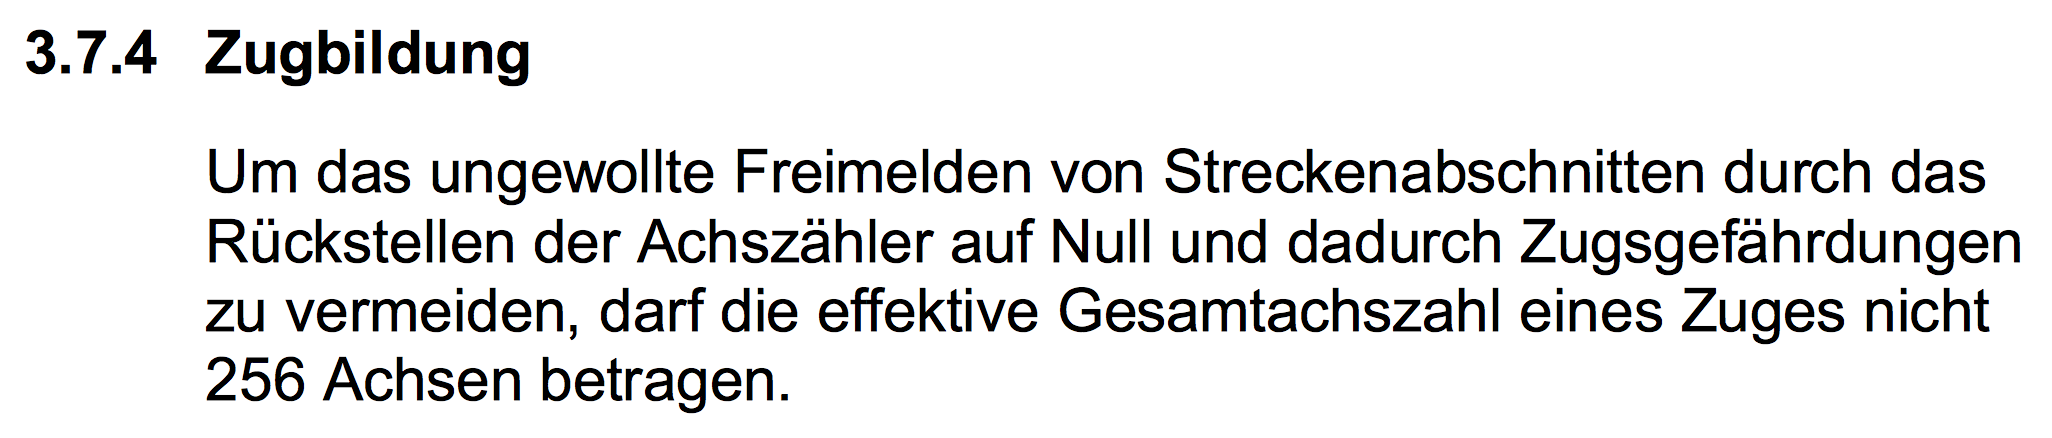 3.7.4 Zugbildung
Um das ungewollte Freimelden von Streckenabschnitten durch das
Rückstellen der Achszähler auf Null und dadurch Zugsgefährdungen
zu vermeiden, darf die effektive Gesamtachszahl eines Zuges nicht
256 Achsen betragen.